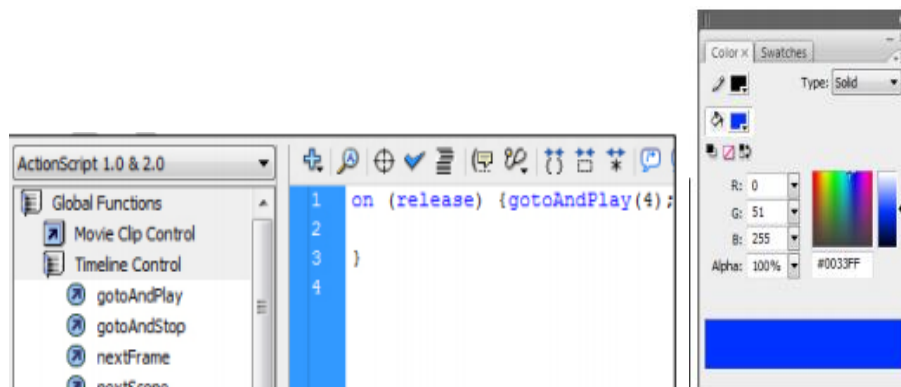 ActionScript 1.0 & 2.0
Global Functions
Movie Clip Control
Timeline Control
gotoAndPlay
gotoAndStop
nextFrame
nextScene
1 on (release) {gotoAndPlay(4);
2
3 }
4
Color × Swatches
Type: Solid
R: 0
G: 51
B: 255
Alpha: 100% #0033FF